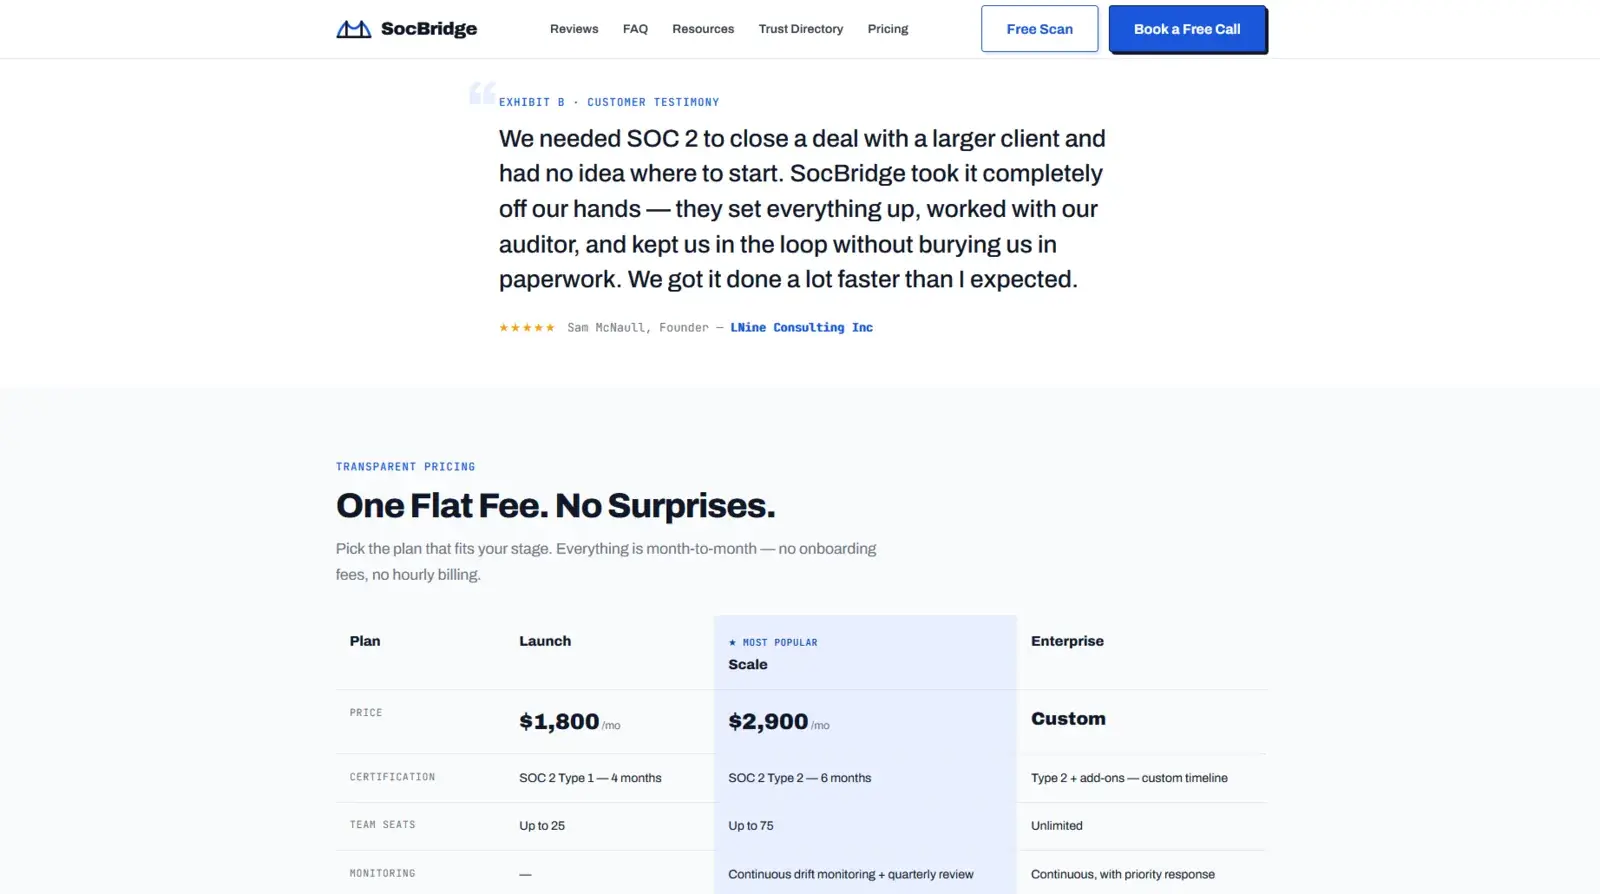 SocBridge
Reviews
FAQ
Resources
Trust Directory
Pricing
Free Scan
Book a Free Call
EXHIBIT B · CUSTOMER TESTIMONY
We needed SOC 2 to close a deal with a larger client and
had no idea where to start. SocBridge took it completely
off our hands — they set everything up, worked with our
auditor, and kept us in the loop without burying us in
paperwork. We got it done a lot faster than I expected.
★★★★★ Sam McNaull, Founder — LNine Consulting Inc
TRANSPARENT PRICING
One Flat Fee. No Surprises.
Pick the plan that fits your stage. Everything is month-to-month — no onboarding
fees, no hourly billing.
Plan
Launch
★ MOST POPULAR
Scale
Enterprise
PRICE
$1,800 /mo
$2,900 /mo
Custom
CERTIFICATION
SOC 2 Type 1 — 4 months
SOC 2 Type 2 — 6 months
Type 2 + add-ons — custom timeline
TEAM SEATS
Up to 25
Up to 75
Unlimited
MONITORING
—
Continuous drift monitoring + quarterly review
Continuous, with priority response